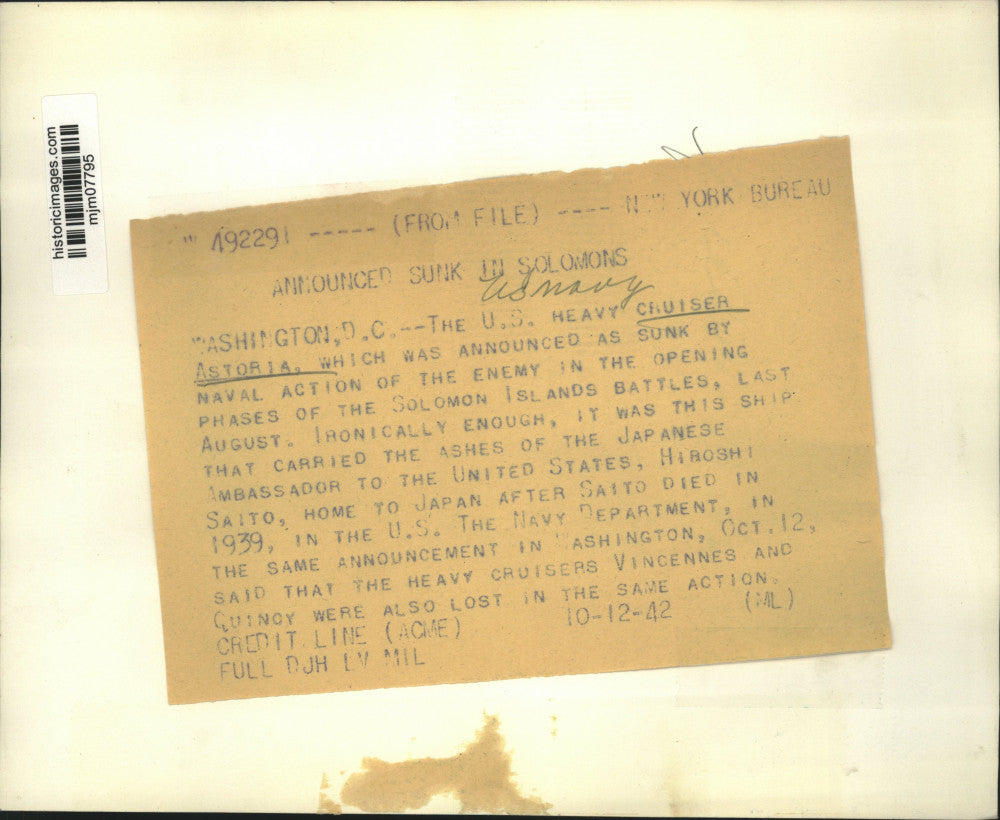 historicimages.com
mjm07795
492291 ----- (FROM FILE) ---- NEW YORK BUREAU
ANNOUNCED SUNK IN SOLOMONS
US Navy
WASHINGTON, D.C.--THE U.S. HEAVY CRUISER
ASTORIA, WHICH WAS ANNOUNCED AS SUNK BY
NAVAL ACTION OF THE ENEMY IN THE OPENING
PHASES OF THE SOLOMON ISLANDS BATTLES, LAST
AUGUST. IRONICALLY ENOUGH, IT WAS THIS SHIP
THAT CARRIED THE ASHES OF THE JAPANESE
AMBASSADOR TO THE UNITED STATES, HIROSHI
SAITO, HOME TO JAPAN AFTER SAITO DIED IN
1939, IN THE U.S. THE NAVY DEPARTMENT, IN
THE SAME ANNOUNCEMENT IN WASHINGTON, OCT.12,
SAID THAT THE HEAVY CRUISERS VINCENNES AND
QUINCY WERE ALSO LOST IN THE SAME ACTION.
CREDIT LINE (ACME) 10-12-42 (ML)
FULL DJH LV MIL